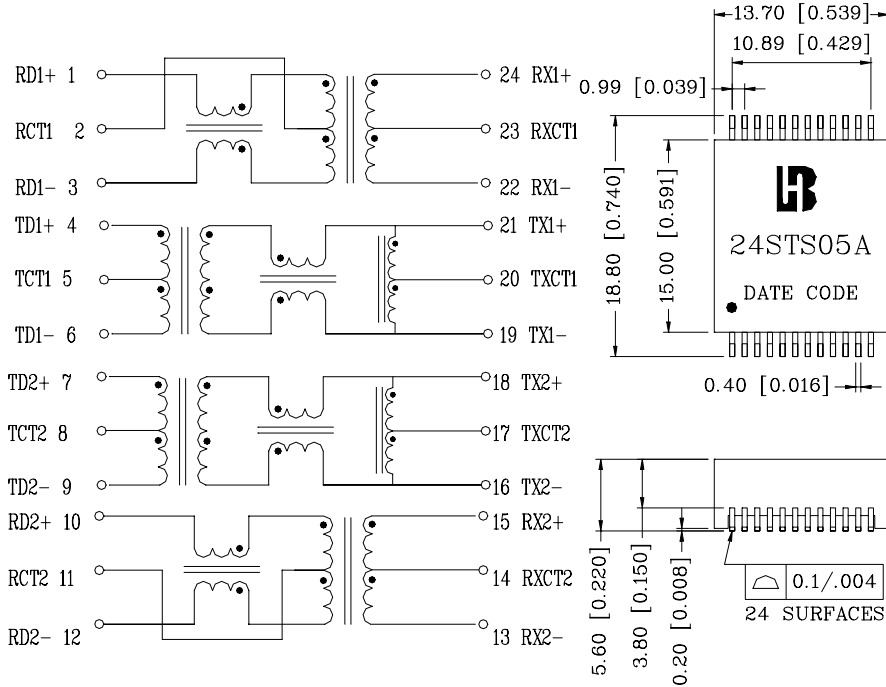 RD1+ 1
RCT1 2
RD1- 3
TD1+ 4
TCT1 5
TD1- 6
TD2+ 7
TCT2 8
TD2- 9
RD2+ 10
RCT2 11
RD2- 12
24 RX1+
23 RXCT1
22 RX1-
21 TX1+
20 TXCT1
19 TX1-
18 TX2+
17 TXCT2
16 TX2-
15 RX2+
14 RXCT2
13 RX2-
13.70 [0.539]
10.89 [0.429]
0.99 [0.039]
18.80 [0.740]
15.00 [0.591]
24STS05A
DATE CODE
0.40 [0.016]
5.60 [0.220]
3.80 [0.150]
0.20 [0.008]
0.1/.004
24 SURFACES